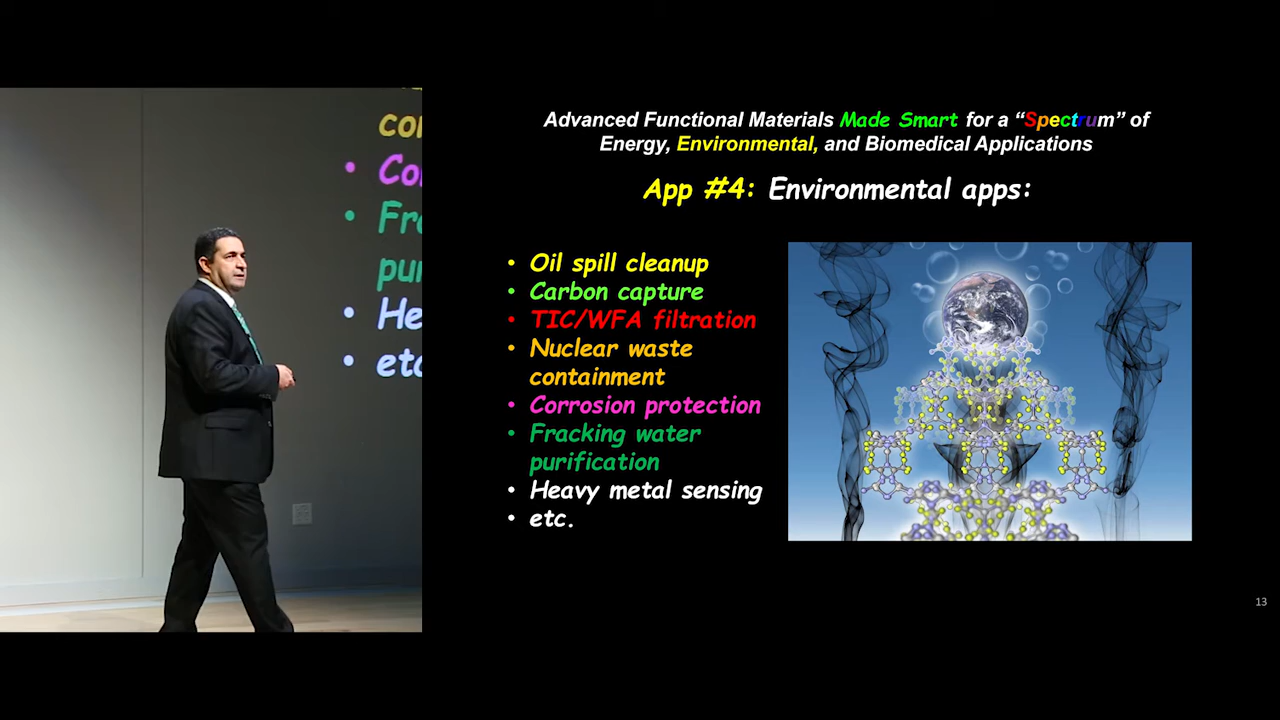 Advanced Functional Materials Made Smart for a “Spectrum” of
Energy, Environmental, and Biomedical Applications
App #4: Environmental apps:
• Oil spill cleanup
• Carbon capture
• TIC/WFA filtration
• Nuclear waste
containment
• Corrosion protection
• Fracking water
purification
• Heavy metal sensing
• etc.
13